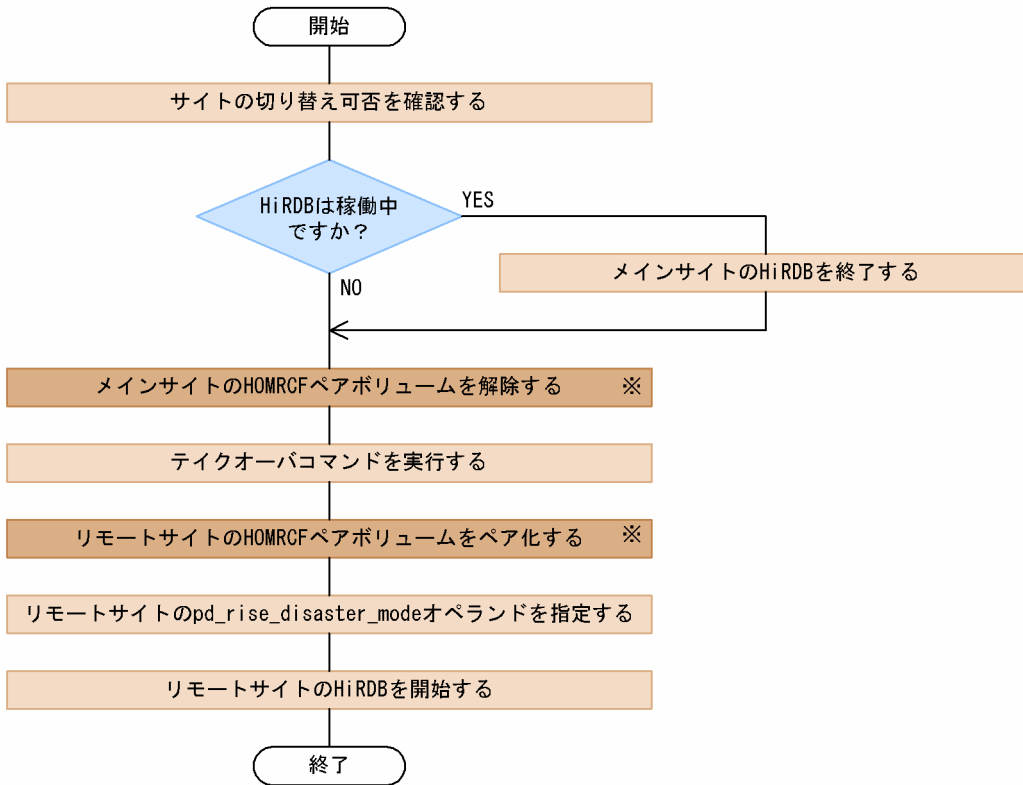 開始
サイトの切り替え可否を確認する
HiRDBは稼働中
ですか？
YES
メインサイトのHiRDBを終了する
NO
メインサイトのHOMRCFペアボリュームを解除する ※
テイクオーバコマンドを実行する
リモートサイトのHOMRCFペアボリュームをペア化する ※
リモートサイトのpd_rise_disaster_modeオペランドを指定する
リモートサイトのHiRDBを開始する
終了